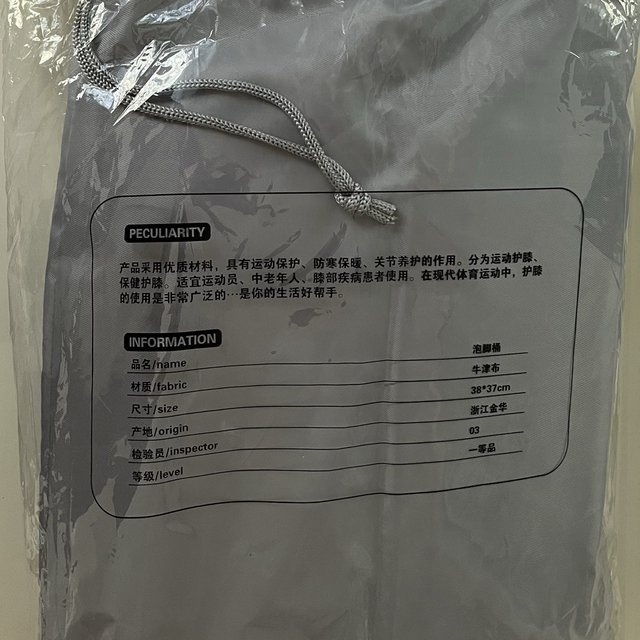 PECULIARITY
产品采用优质材料，具有运动保护、防寒保暖、关节养护的作用。分为运动护膝、
保健护膝。适宜运动员、中老年人、膝部疾病患者使用。在现代体育运动中，护膝
的使用是非常广泛的…是你的生活好帮手。
INFORMATION
品名/name 泡脚桶
材质/fabric 牛津布
尺寸/size 38*37cm
产地/origin 浙江金华
检验员/inspector 03
等级/level 一等品